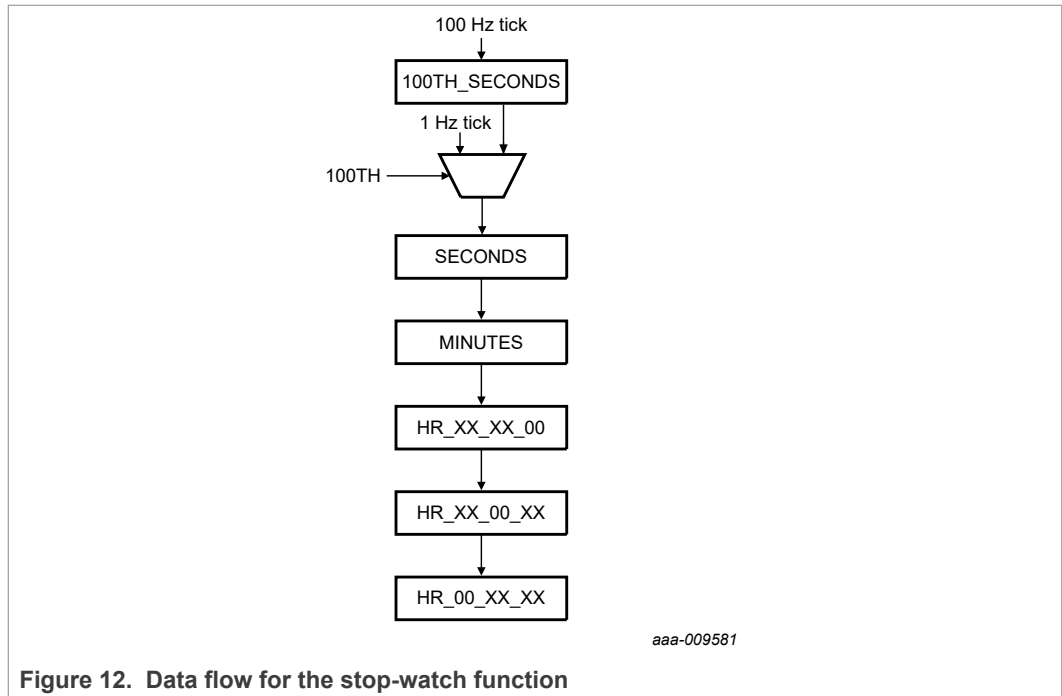 100 Hz tick
100TH_SECONDS
1 Hz tick
100TH
SECONDS
MINUTES
HR_XX_XX_00
HR_XX_00_XX
HR_00_XX_XX
aaa-009581
Figure 12. Data flow for the stop-watch function